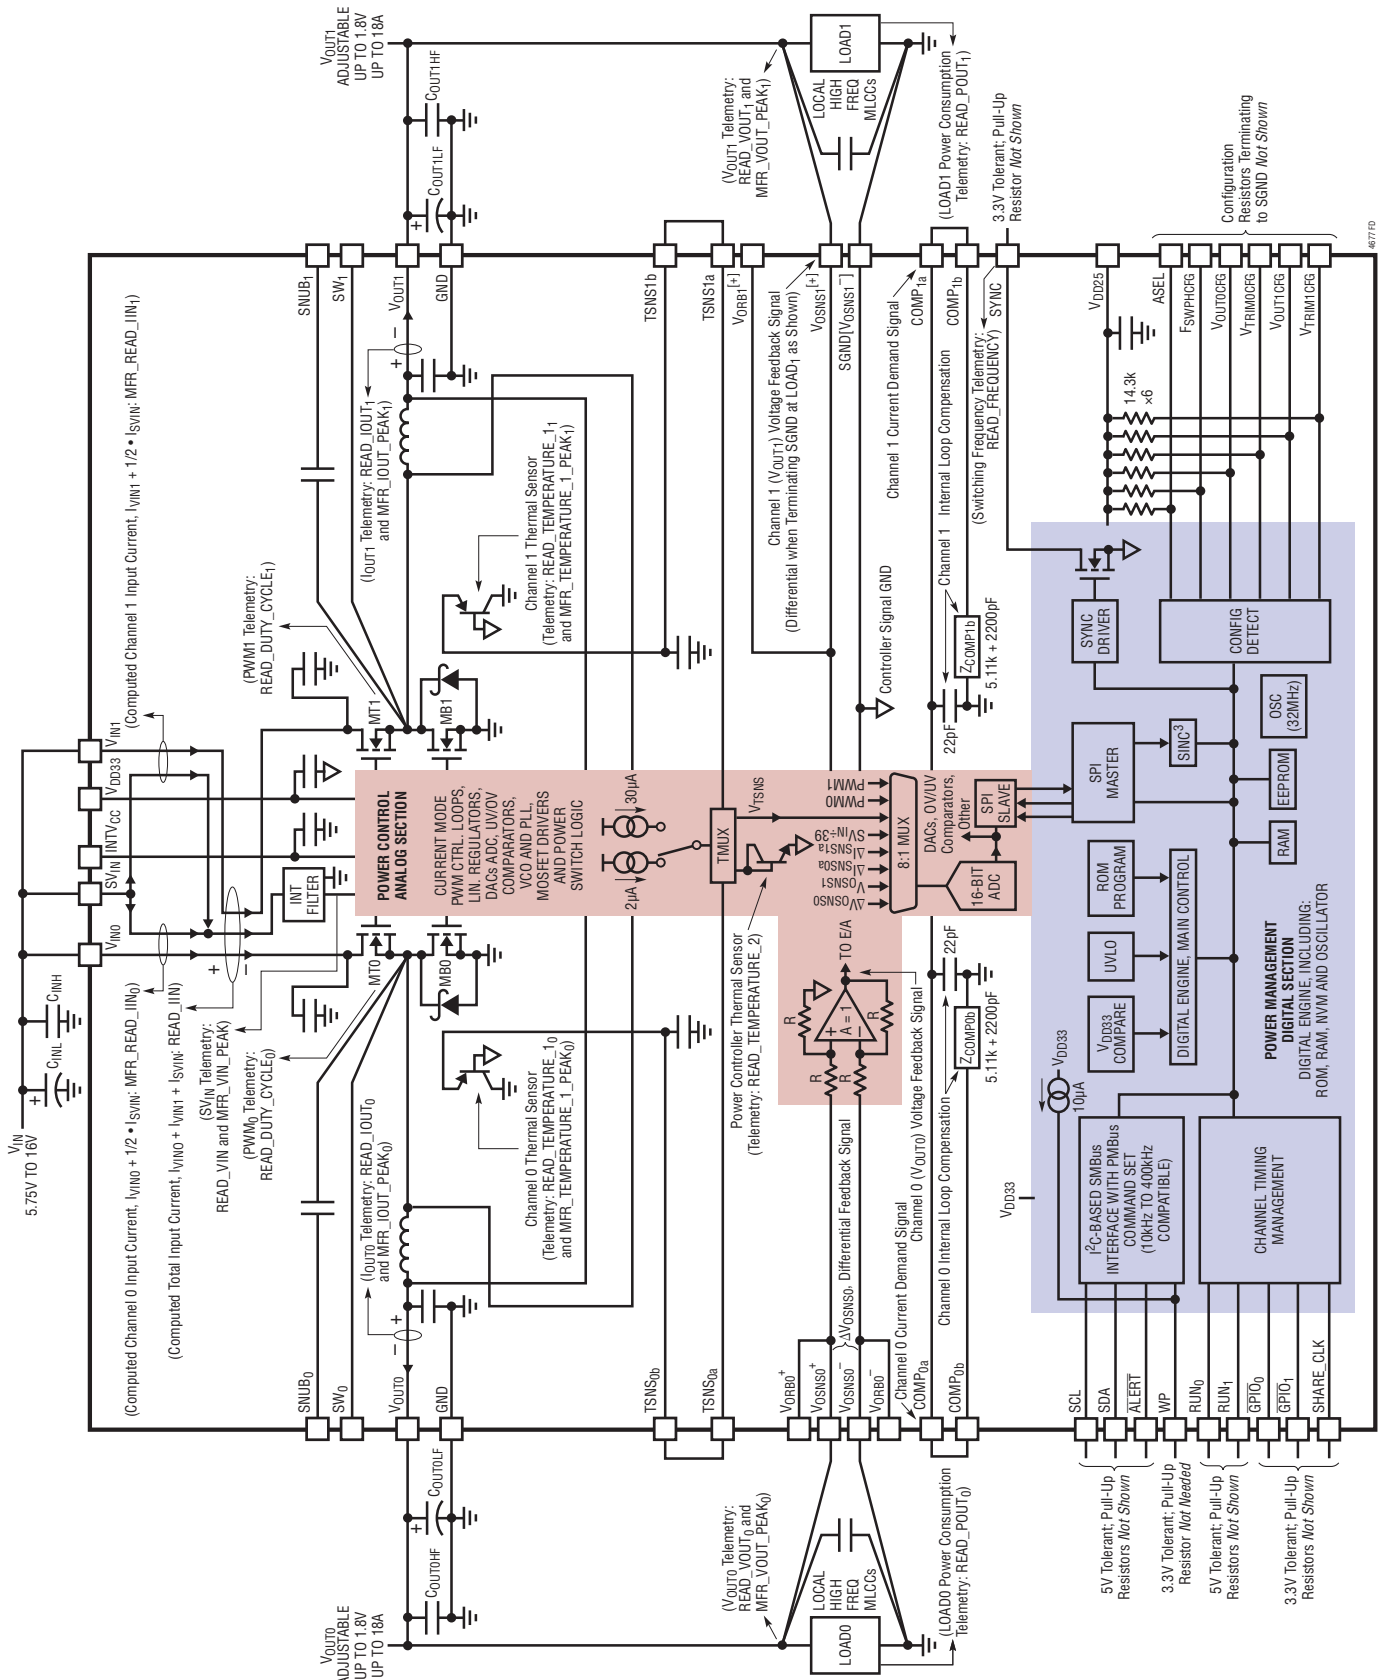 VIN
5.75V TO 16V
CINL
CINH
VIN0
SVIN
INTVCC
VDD33
VIN1
(Computed Channel 0 Input Current, IVIN0 + 1/2 • ISVIN: MFR_READ_IIN0)
(Computed Total Input Current, IVIN0 + IVIN1 + ISVIN: READ_IIN)
(SVIN Telemetry:
READ_VIN and MFR_VIN_PEAK)
(PWM0 Telemetry:
READ_DUTY_CYCLE0)
(Computed Channel 1 Input Current, IVIN1 + 1/2 • ISVIN: MFR_READ_IIN1)
(PWM1 Telemetry:
READ_DUTY_CYCLE1)
INT
FILTER
MT0
MB0
MT1
MB1
SNUB0
SW0
VOUT0
GND
SNUB1
SW1
VOUT1
GND
VOUT0
ADJUSTABLE
UP TO 1.8V
UP TO 18A
COUT0HF
COUT0LF
VOUT1
ADJUSTABLE
UP TO 1.8V
UP TO 18A
COUT1LF
COUT1HF
(IOUT0 Telemetry: READ_IOUT0
and MFR_IOUT_PEAK0)
(IOUT1 Telemetry: READ_IOUT1
and MFR_IOUT_PEAK1)
POWER CONTROL
ANALOG SECTION
CURRENT MODE
PWM CTRL. LOOPS,
LIN. REGULATORS,
DACs ADC, UV/OV
COMPARATORS,
VCO AND PLL,
MOSFET DRIVERS
AND POWER
SWITCH LOGIC
2µA
30µA
TMUX
VTSNS
Channel 0 Thermal Sensor
(Telemetry: READ_TEMPERATURE_10
and MFR_TEMPERATURE_1_PEAK0)
Channel 1 Thermal Sensor
(Telemetry: READ_TEMPERATURE_11
and MFR_TEMPERATURE_1_PEAK1)
TSNS0b
TSNS0a
TSNS1b
TSNS1a
Power Controller Thermal Sensor
(Telemetry: READ_TEMPERATURE_2)
ΔVOSNS0
VOSNS1
ΔISNS0a
ΔISNS1a
SVIN÷39
PWM0
PWM1
8:1 MUX
16-BIT
ADC
DACs, OV/UV
Comparators,
Other
SPI
SLAVE
R
R
R
R
A = 1
TO E/A
VORB0+
VOSNS0+
VOSNS0–
VORB0–
ΔVOSNS0, Differential Feedback Signal
Channel 0 (VOUT0) Voltage Feedback Signal
Channel 0 Current Demand Signal
COMP0a
COMP0b
Channel 0 Internal Loop Compensation
ZCOMP0b
5.11k + 2200pF
22pF
(VOUT0 Telemetry:
READ_VOUT0 and
MFR_VOUT_PEAK0)
LOAD0
LOCAL
HIGH
FREQ
MLCCs
(LOAD0 Power Consumption
Telemetry: READ_POUT0)
VORB1[+]
VOSNS1[+]
SGND[VOSNS1–]
Channel 1 (VOUT1) Voltage Feedback Signal
(Differential when Terminating SGND at LOAD1 as Shown)
Controller Signal GND
Channel 1 Current Demand Signal
COMP1a
COMP1b
Channel 1 Internal Loop Compensation
22pF
ZCOMP1b
5.11k + 2200pF
(VOUT1 Telemetry:
READ_VOUT1 and
MFR_VOUT_PEAK1)
LOAD1
LOCAL
HIGH
FREQ
MLCCs
(LOAD1 Power Consumption
Telemetry: READ_POUT1)
(Switching Frequency Telemetry:
READ_FREQUENCY)
SYNC
3.3V Tolerant; Pull-Up
Resistor Not Shown
VDD33
VDD33
10µA
I2C-BASED SMBus
INTERFACE WITH PMBus
COMMAND SET
(10kHz TO 400kHz
COMPATIBLE)
CHANNEL TIMING
MANAGEMENT
VDD33
COMPARE
UVLO
ROM
PROGRAM
DIGITAL ENGINE, MAIN CONTROL
POWER MANAGEMENT
DIGITAL SECTION
DIGITAL ENGINE, INCLUDING:
ROM, RAM, NVM AND OSCILLATOR
SPI
MASTER
SINC3
RAM
EEPROM
OSC
(32MHz)
SYNC
DRIVER
CONFIG
DETECT
14.3k
×6
VDD25
ASEL
FSWPHCFG
VOUT0CFG
VTRIM0CFG
VOUT1CFG
VTRIM1CFG
Configuration
Resistors Terminating
to SGND Not Shown
SCL
SDA
ALERT
WP
RUN0
RUN1
GPIO0
GPIO1
SHARE_CLK
5V Tolerant; Pull-Up
Resistors Not Shown
3.3V Tolerant; Pull-Up
Resistor Not Needed
5V Tolerant; Pull-Up
Resistors Not Shown
3.3V Tolerant; Pull-Up
Resistors Not Shown
4677 FD